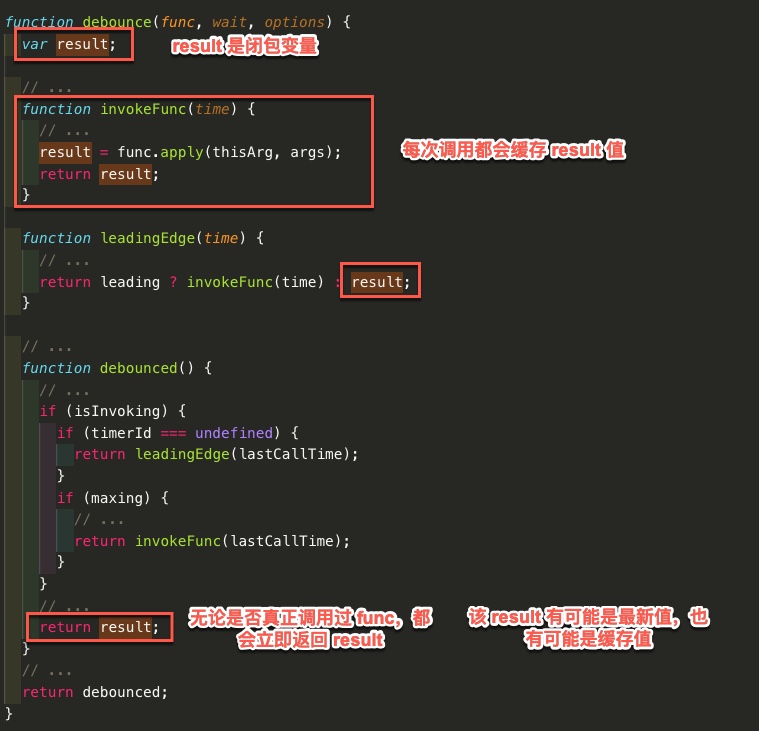 function debounce(func, wait, options) {
var result;
result 是闭包变量
// ...
function invokeFunc(time) {
// ...
result = func.apply(thisArg, args);
每次调用都会缓存 result 值
return result;
}
function leadingEdge(time) {
// ...
return leading ? invokeFunc(time) : result;
}
// ...
function debounced() {
// ...
if (isInvoking) {
if (timerId === undefined) {
return leadingEdge(lastCallTime);
}
if (maxing) {
// ...
return invokeFunc(lastCallTime);
}
}
// ...
return result;
无论是否真正调用过 func，都
会立即返回 result
该 result 有可能是最新值，也
有可能是缓存值
}
// ...
return debounced;
}